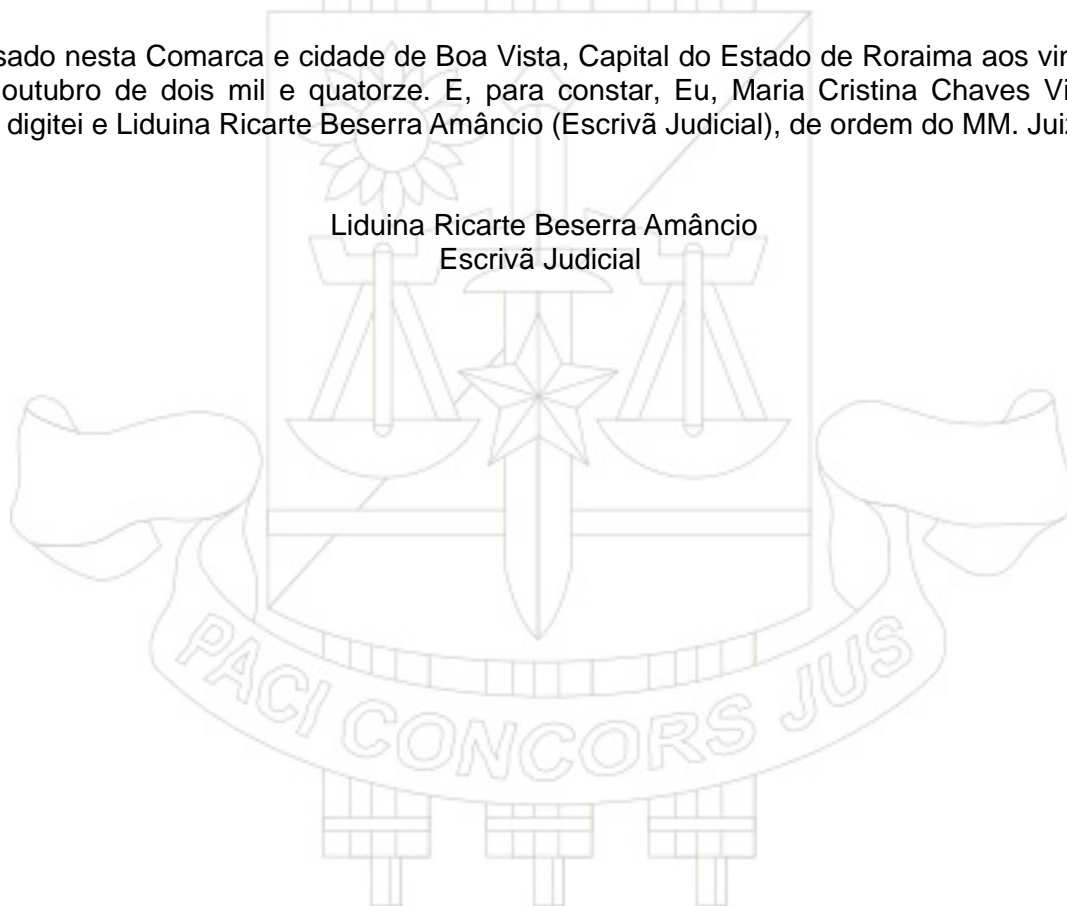 sado nesta Comarca e cidade de Boa Vista, Capital do Estado de Roraima aos vin
outubro de dois mil e quatorze. E, para constar, Eu, Maria Cristina Chaves Vi
digitei e Liduina Ricarte Beserra Amâncio (Escrivã Judicial), de ordem do MM. Juiz
Liduina Ricarte Beserra Amâncio
Escrivã Judicial
PACI CONCORS JUS